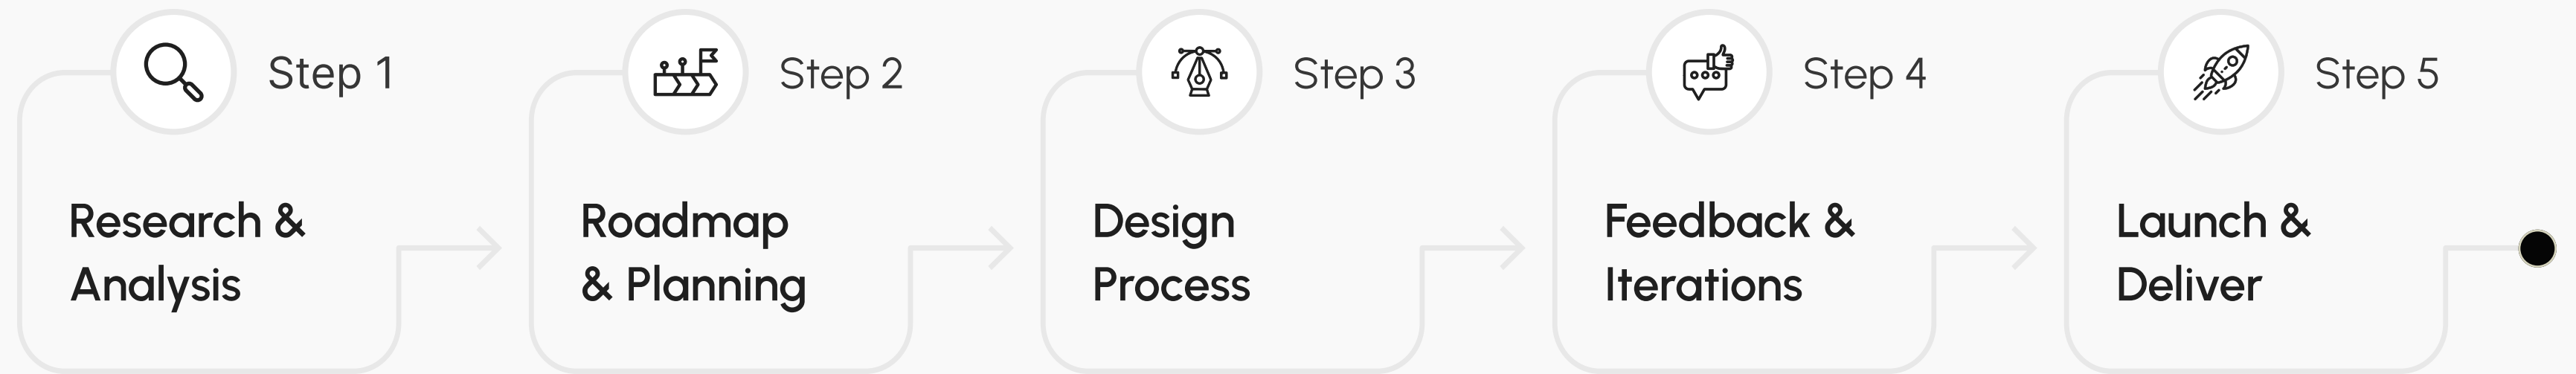 Step 1
Research &
Analysis
Step 2
Roadmap
& Planning
Step 3
Design
Process
Step 4
Feedback &
Iterations
Step 5
Launch &
Deliver